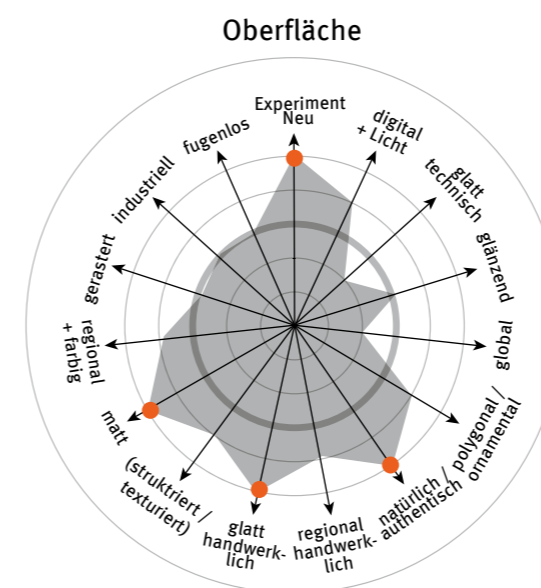 Oberfläche
Experiment
Neu
digital
+ Licht
glatt
technisch
glänzend
global
polygonal /
ornamental
natürlich /
authentisch
regional
handwerk-
lich
glatt
handwerk-
lich
(struktriert /
texturiert)
matt
regional
+ farbig
gerastert
industriell
fugenlos